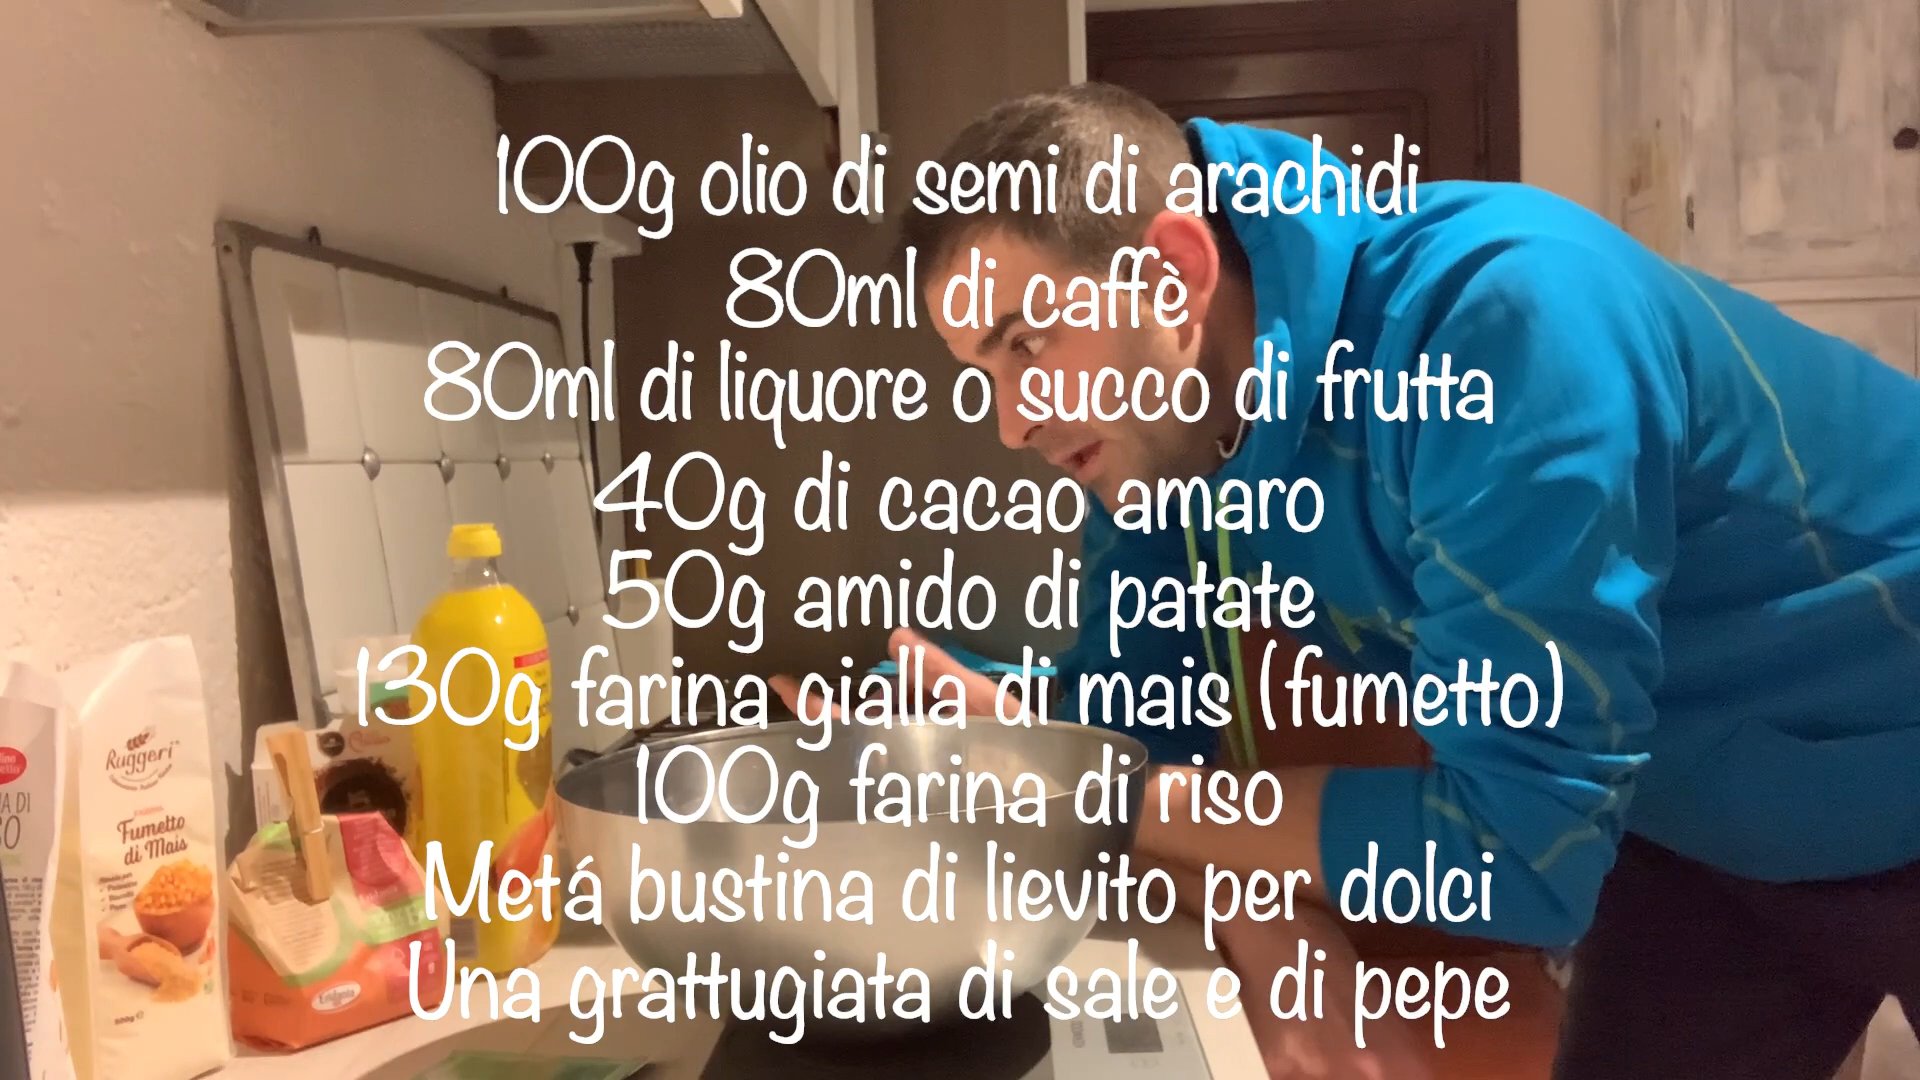 100g olio di semi di arachidi
80ml di caffè
80ml di liquore o succo di frutta
40g di cacao amaro
50g amido di patate
130g farina gialla di mais (fumetto)
100g farina di riso
Metá bustina di lievito per dolci
Una grattugiata di sale e di pepe
Ruggeri
Fumetto
di Mais
500g e
Eridania